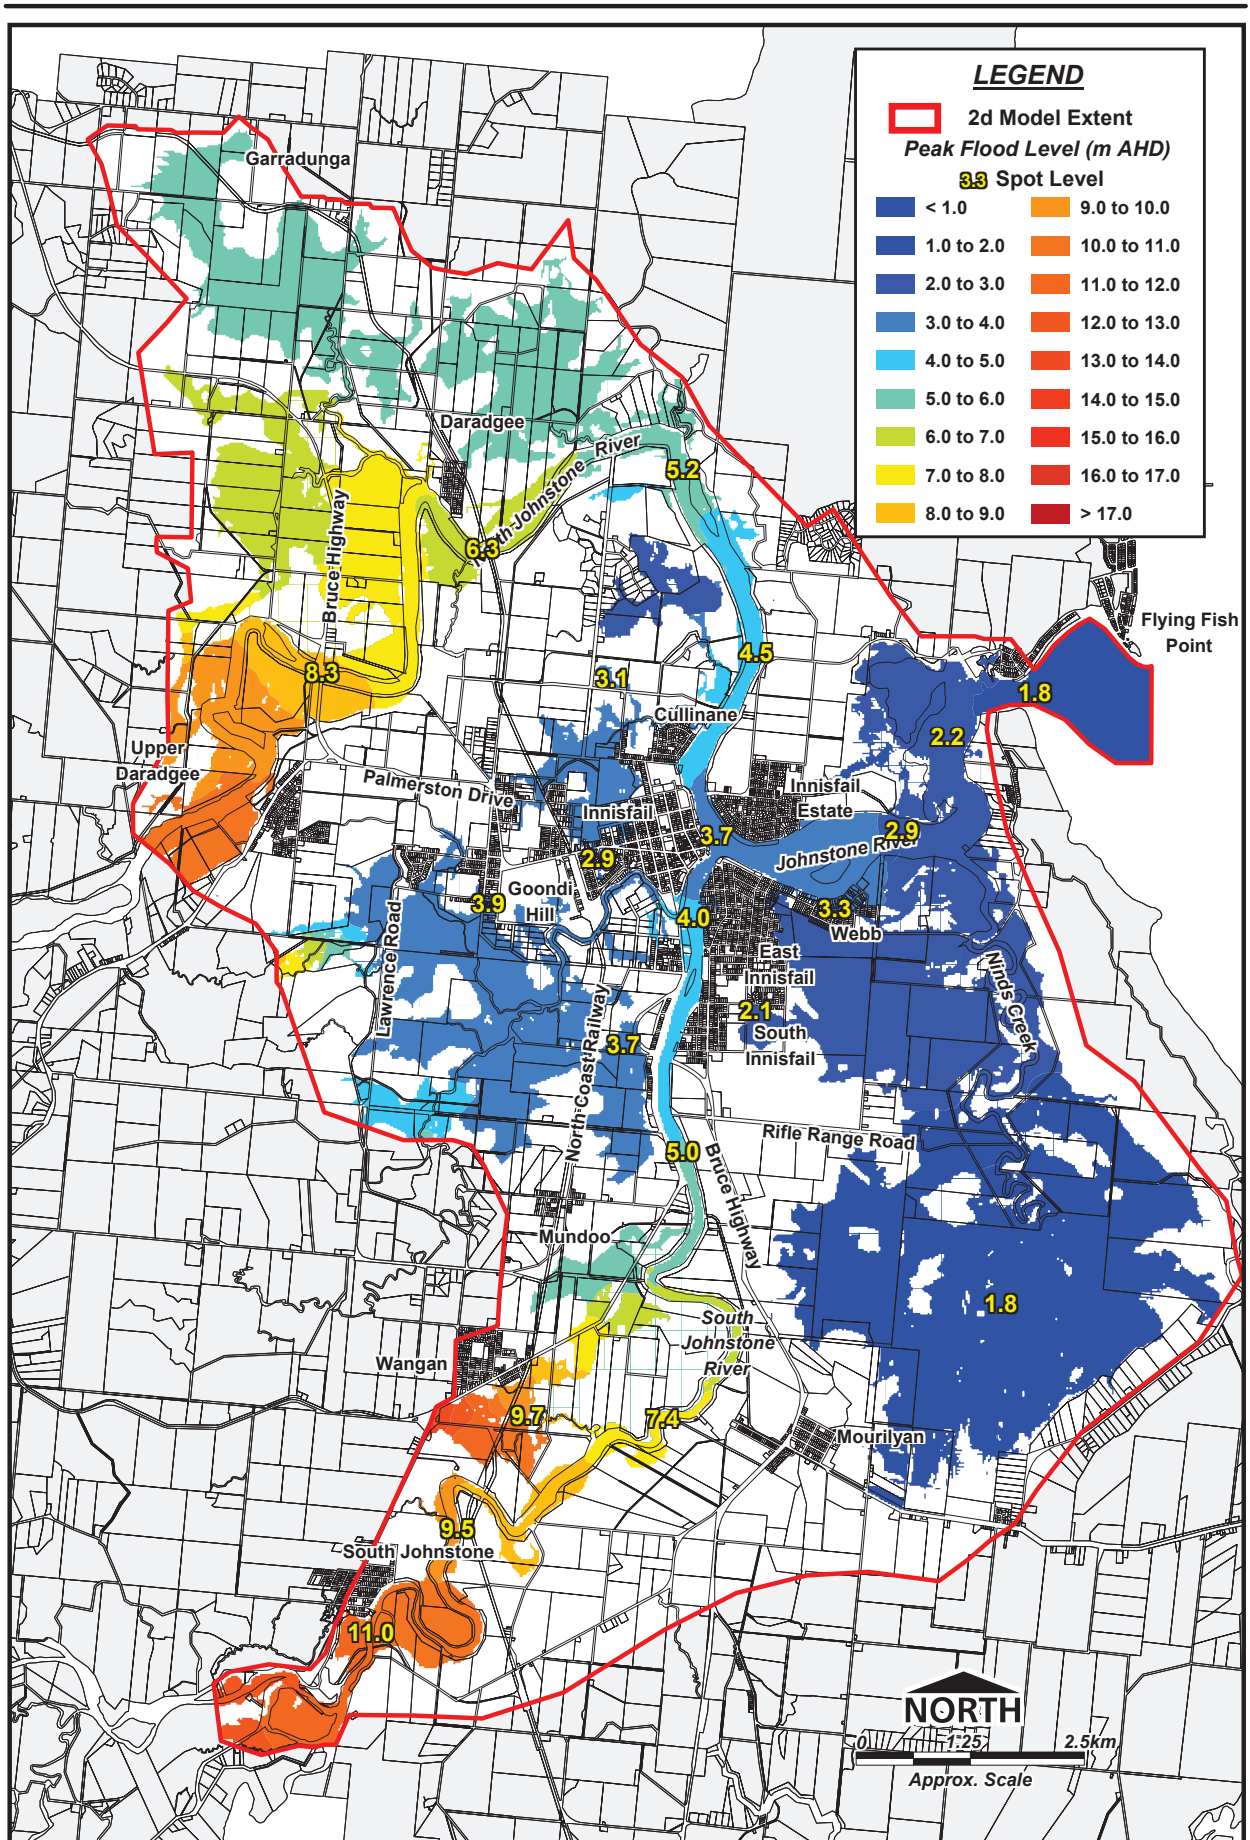 LEGEND
2d Model Extent
Peak Flood Level (m AHD)
3.3 Spot Level
< 1.0
9.0 to 10.0
1.0 to 2.0
10.0 to 11.0
2.0 to 3.0
11.0 to 12.0
3.0 to 4.0
12.0 to 13.0
4.0 to 5.0
13.0 to 14.0
5.0 to 6.0
14.0 to 15.0
6.0 to 7.0
15.0 to 16.0
7.0 to 8.0
16.0 to 17.0
8.0 to 9.0
> 17.0
Garradunga
Daradgee
North Johnstone River
5.2
6.3
Bruce Highway
Flying Fish
Point
4.5
8.3
3.1
1.8
Cullinane
2.2
Upper
Daradgee
Palmerston Drive
Innisfail
Estate
Innisfail
3.7
2.9
Johnstone River
2.9
Goondi
Hill
3.9
4.0
3.3
Webb
Lawrence Road
East
Innisfail
Ninds Creek
2.1
South
Innisfail
North Coast Railway
3.7
Rifle Range Road
5.0
Bruce Highway
Mundoo
1.8
South
Johnstone
River
Wangan
9.7
7.4
Mourilyan
9.5
South Johnstone
11.0
NORTH
0 1.25 2.5km
Approx. Scale